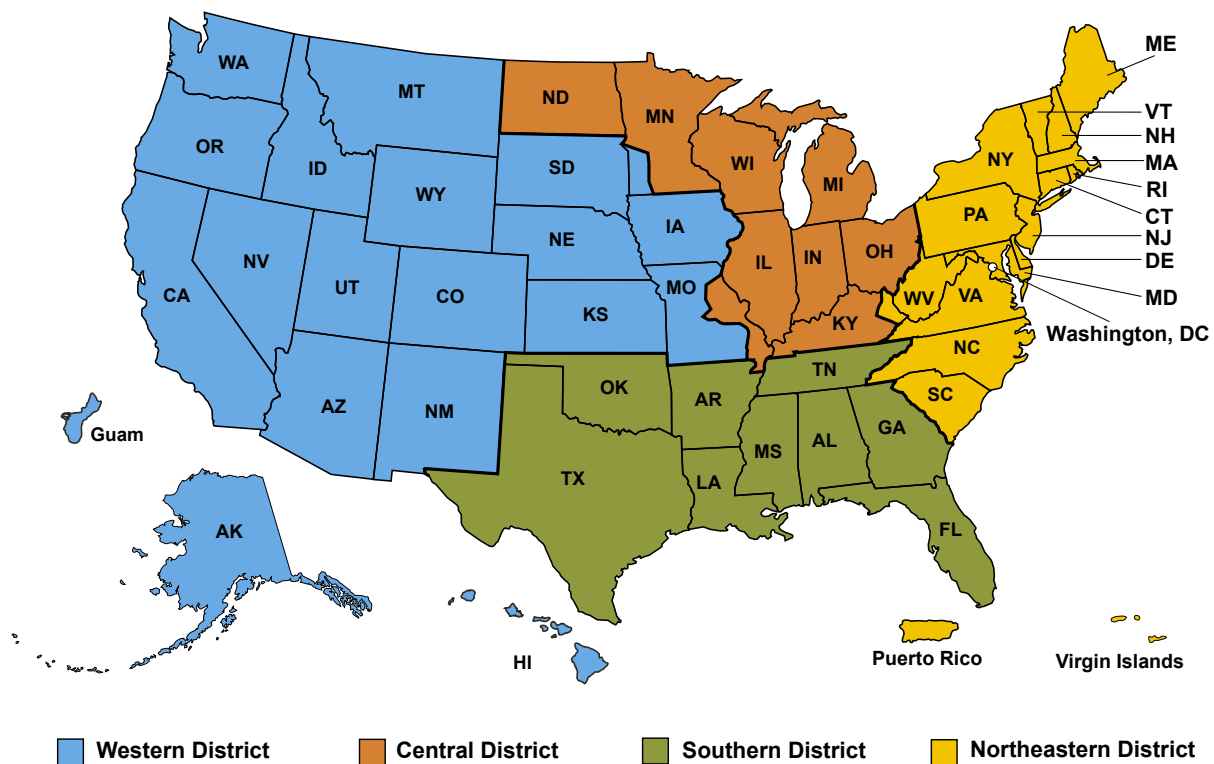 ME
WA
MT
ND
MN
VT
NH
OR
ID
SD
WI
NY
MA
MI
RI
WY
PA
CT
IA
NJ
NE
OH
DE
NV
IL
IN
UT
CO
MO
WV
VA
MD
CA
KS
KY
Washington, DC
NC
TN
OK
SC
AZ
NM
AR
Guam
GA
MS
AL
TX
LA
FL
AK
HI
Puerto Rico
Virgin Islands
Western District
Central District
Southern District
Northeastern District